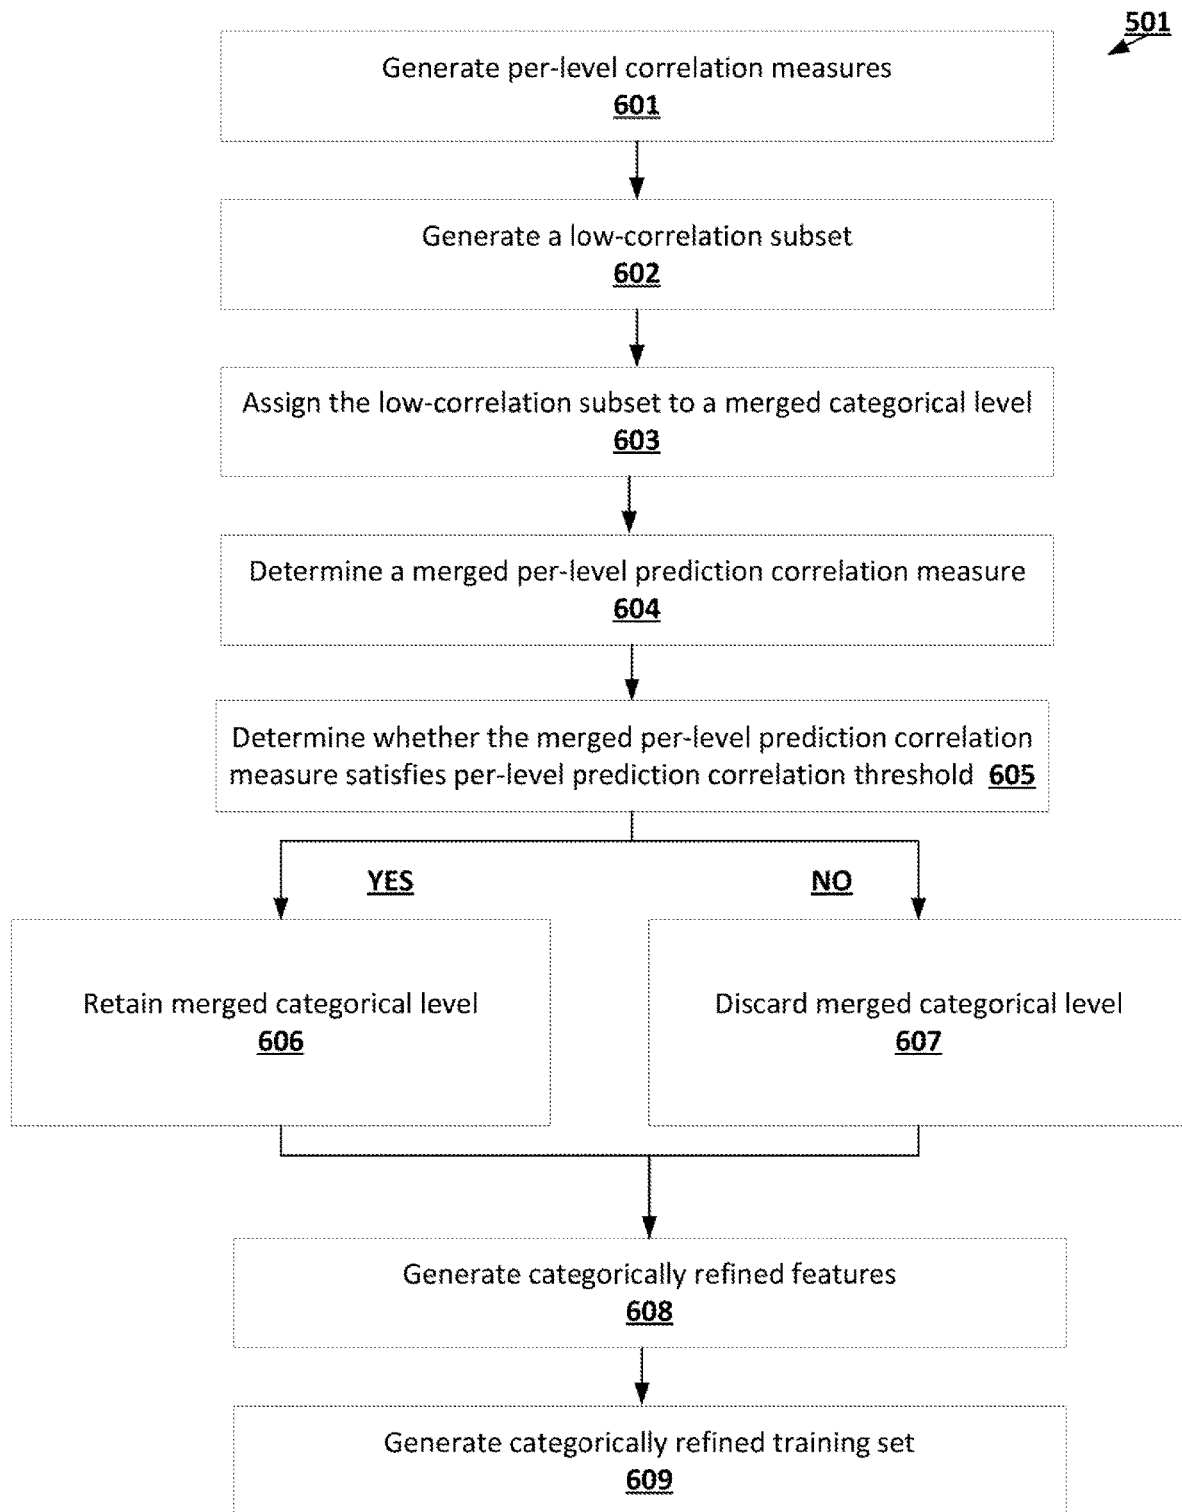 501
Generate per-level correlation measures
601
Generate a low-correlation subset
602
Assign the low-correlation subset to a merged categorical level
603
Determine a merged per-level prediction correlation measure
604
Determine whether the merged per-level prediction correlation
measure satisfies per-level prediction correlation threshold 605
YES
NO
Retain merged categorical level
606
Discard merged categorical level
607
Generate categorically refined features
608
Generate categorically refined training set
609